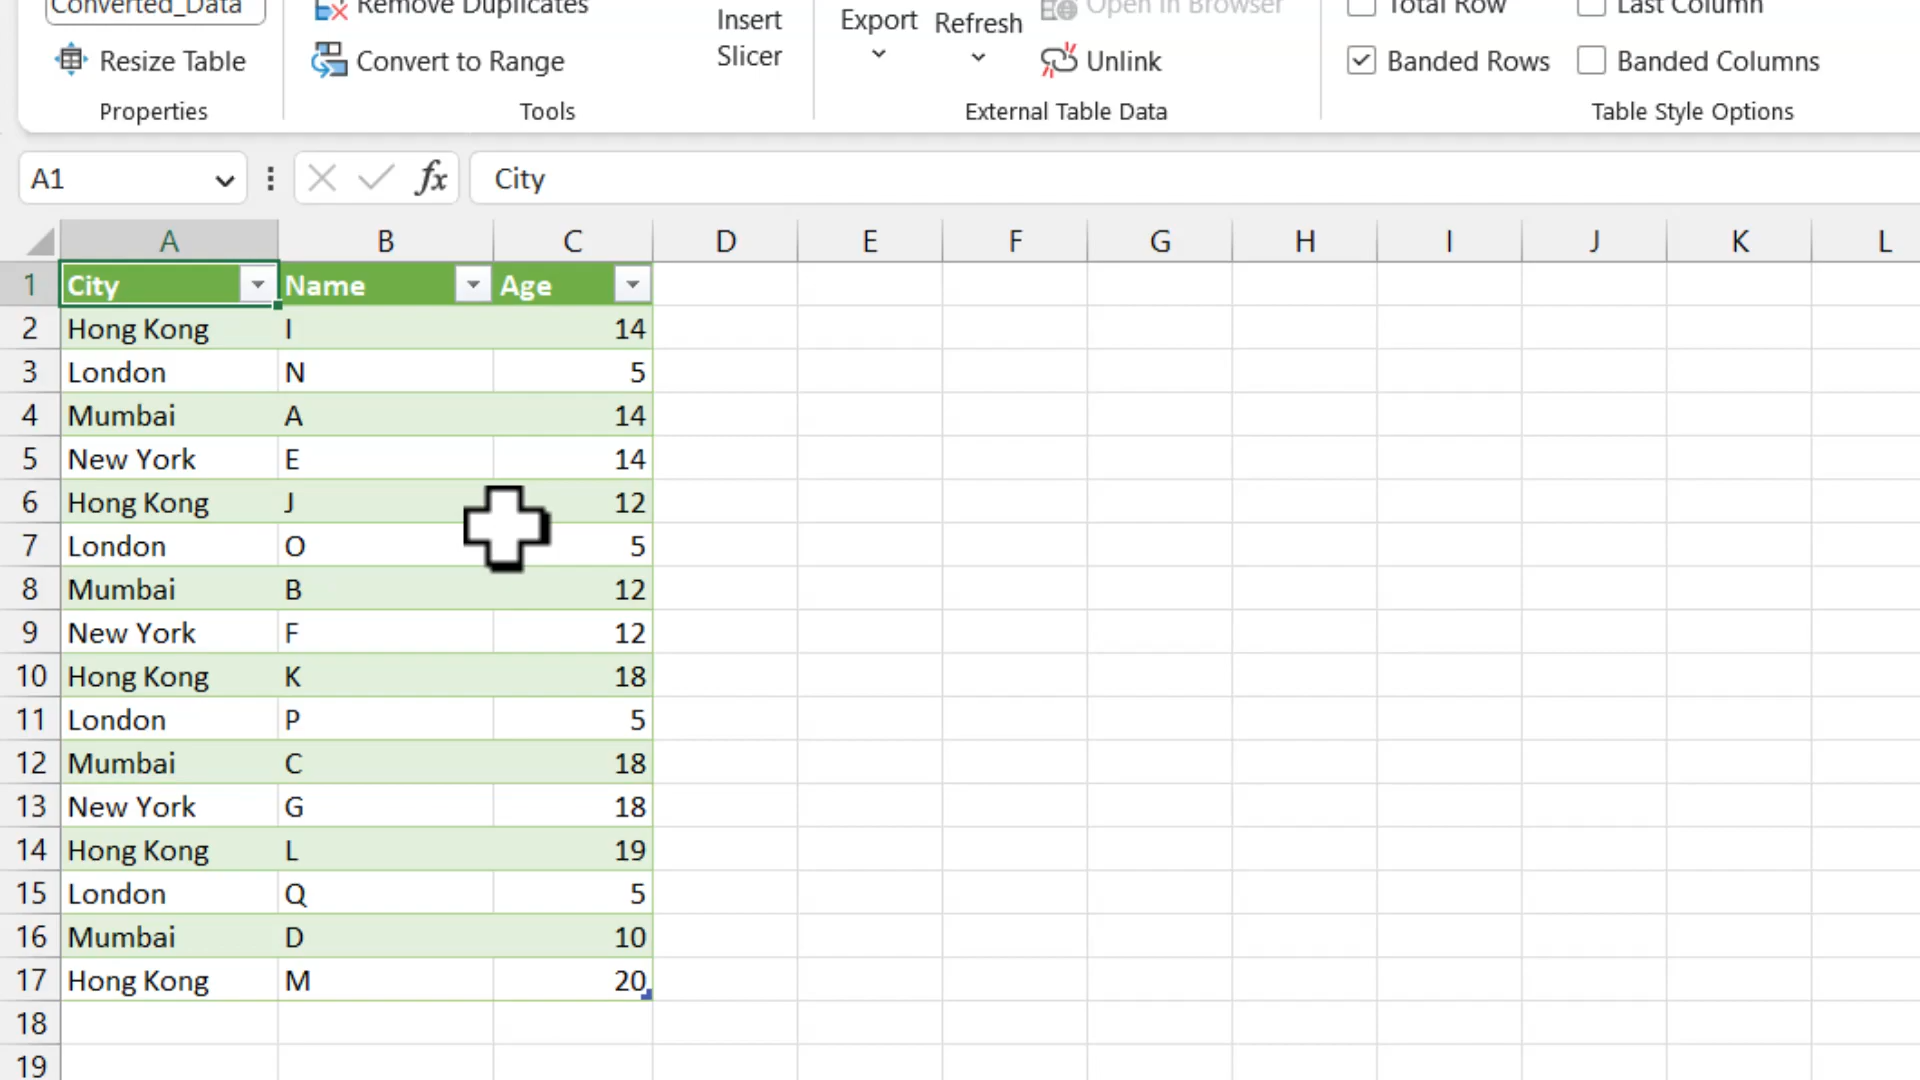 Converted_Data
Remove Duplicates
Insert
Slicer
Export
Refresh
Open in Browser
Total Row
Last Column
Resize Table
Convert to Range
Unlink
Banded Rows
Banded Columns
Properties
Tools
External Table Data
Table Style Options
A1
fx
City
A B C D E F G H I J K L
1 City Name Age
2 Hong Kong I 14
3 London N 5
4 Mumbai A 14
5 New York E 14
6 Hong Kong J 12
7 London O 5
8 Mumbai B 12
9 New York F 12
10 Hong Kong K 18
11 London P 5
12 Mumbai C 18
13 New York G 18
14 Hong Kong L 19
15 London Q 5
16 Mumbai D 10
17 Hong Kong M 20
18
19